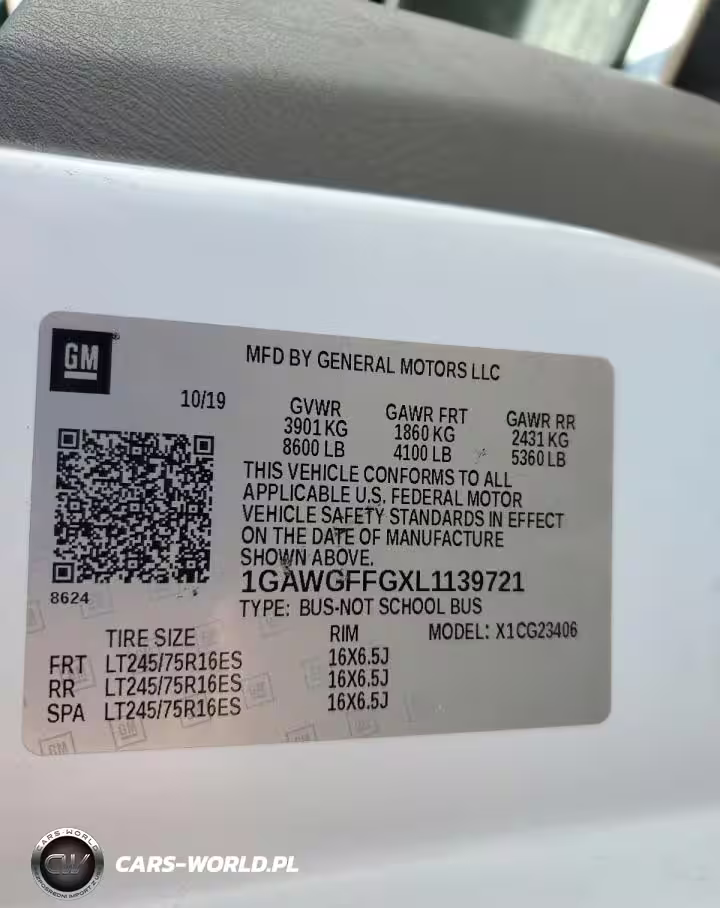 GM
MFD BY GENERAL MOTORS LLC
10/19
GVWR GAWR FRT GAWR RR
3901 KG 1860 KG 2431 KG
8600 LB 4100 LB 5360 LB
THIS VEHICLE CONFORMS TO ALL
APPLICABLE U.S. FEDERAL MOTOR
VEHICLE SAFETY STANDARDS IN EFFECT
ON THE DATE OF MANUFACTURE
SHOWN ABOVE.
8624
1GAWGFFGXL1139721
TYPE: BUS-NOT SCHOOL BUS
TIRE SIZE RIM MODEL: X1CG23406
FRT LT245/75R16ES 16X6.5J
RR LT245/75R16ES 16X6.5J
SPA LT245/75R16ES 16X6.5J
CARS-WORLD
CW
CARS-WORLD.PL